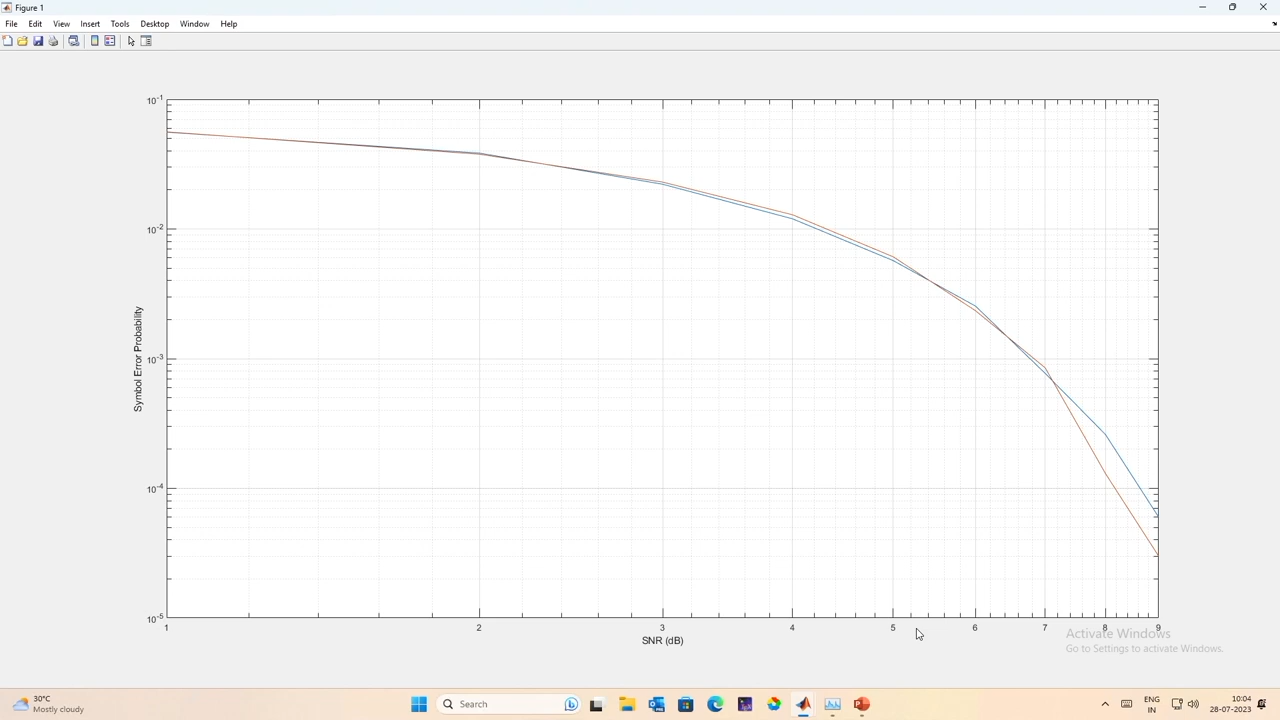 Figure 1
File Edit View Insert Tools Desktop Window Help
10-1
10-2
10-3
10-4
10-5
Symbol Error Probability
1 2 3 4 5 6 7 8 9
SNR (dB)
Activate Windows
Go to Settings to activate Windows.
30°C
Mostly cloudy
Search
ENG
IN
10:04
28-07-2023